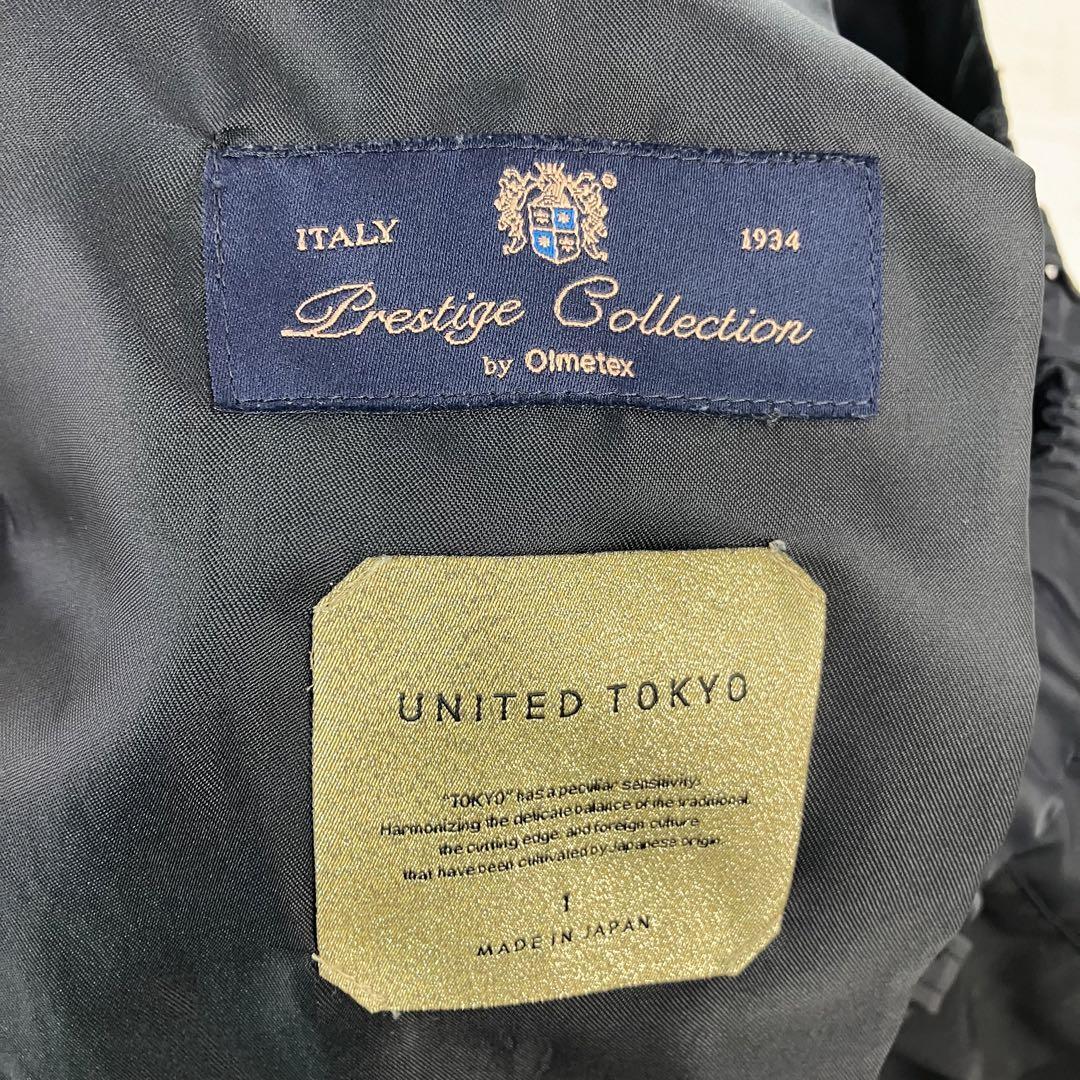 ITALY 1934
Prestige Collection
by Olmetex
UNITED TOKYO
"TOKYO" has a peculiar sensitivity.
Harmonizing the delicate balance of the traditional,
the cutting edge, and foreign culture
that have been cultivated by Japanese origin.
1
MADE IN JAPAN